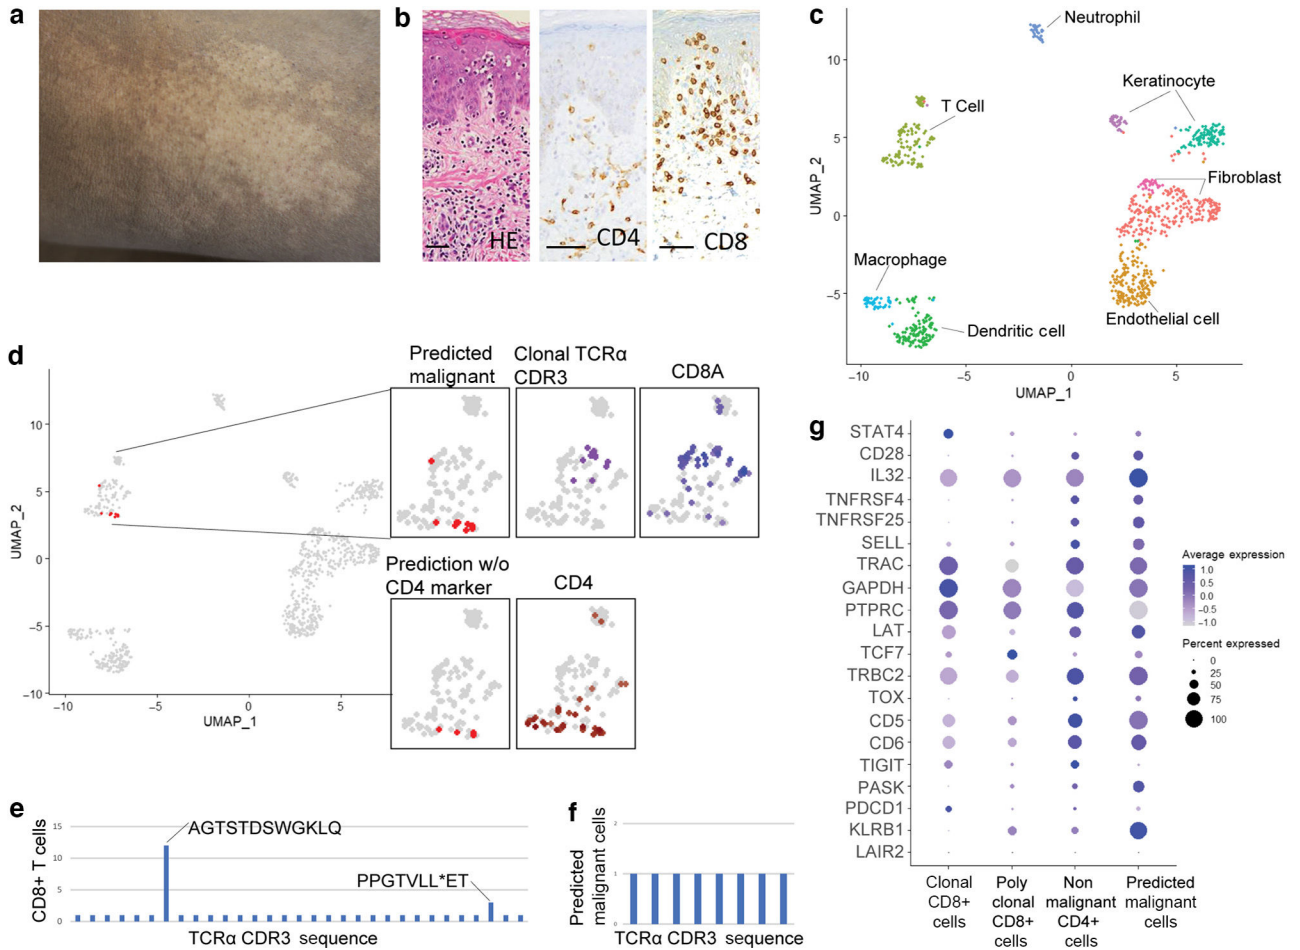 a
b
HE
CD4
CD8
c
Neutrophil
Keratinocyte
T Cell
Fibroblast
Macrophage
Dendritic cell
Endothelial cell
10
5
0
−5
UMAP_2
−10
−5
0
5
UMAP_1
d
Predicted
malignant
Clonal TCRα
CDR3
CD8A
Prediction w/o
CD4 marker
CD4
10
5
0
−5
−10
UMAP_2
−10
−5
0
5
UMAP_1
e
CD8+ T cells
15
10
5
0
AGTSTDSWGKLQ
PPGTVLL*ET
TCRα CDR3 sequence
f
Predicted
malignant cells
2
1
0
TCRα CDR3 sequence
g
STAT4
CD28
IL32
TNFRSF4
TNFRSF25
SELL
TRAC
GAPDH
PTPRC
LAT
TCF7
TRBC2
TOX
CD5
CD6
TIGIT
PASK
PDCD1
KLRB1
LAIR2
Clonal
CD8+
cells
Poly
clonal
CD8+
cells
Non
malignant
CD4+
cells
Predicted
malignant
cells
Average expression
1.0
0.5
0.0
−0.5
−1.0
Percent expressed
0
25
50
75
100